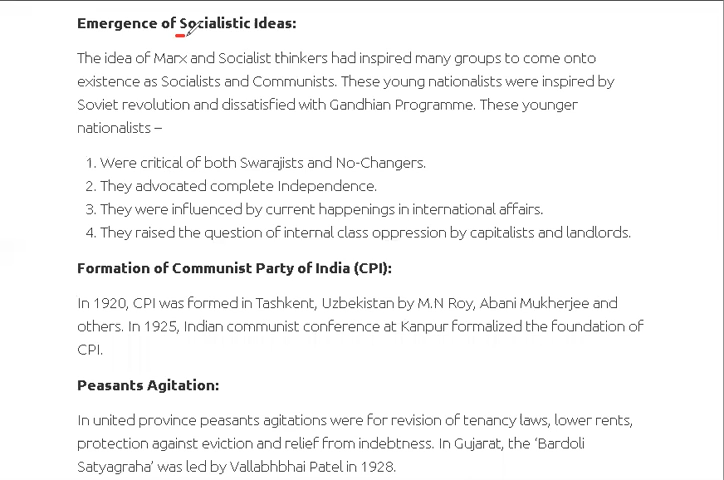 Emergence of Socialistic Ideas:
The idea of Marx and Socialist thinkers had inspired many groups to come onto
existence as Socialists and Communists. These young nationalists were inspired by
Soviet revolution and dissatisfied with Gandhian Programme. These younger
nationalists –
1. Were critical of both Swarajists and No-Changers.
2. They advocated complete Independence.
3. They were influenced by current happenings in international affairs.
4. They raised the question of internal class oppression by capitalists and landlords.
Formation of Communist Party of India (CPI):
In 1920, CPI was formed in Tashkent, Uzbekistan by M.N Roy, Abani Mukherjee and
others. In 1925, Indian communist conference at Kanpur formalized the foundation of
CPI.
Peasants Agitation:
In united province peasants agitations were for revision of tenancy laws, lower rents,
protection against eviction and relief from indebtness. In Gujarat, the ‘Bardoli
Satyagraha’ was led by Vallabhbhai Patel in 1928.